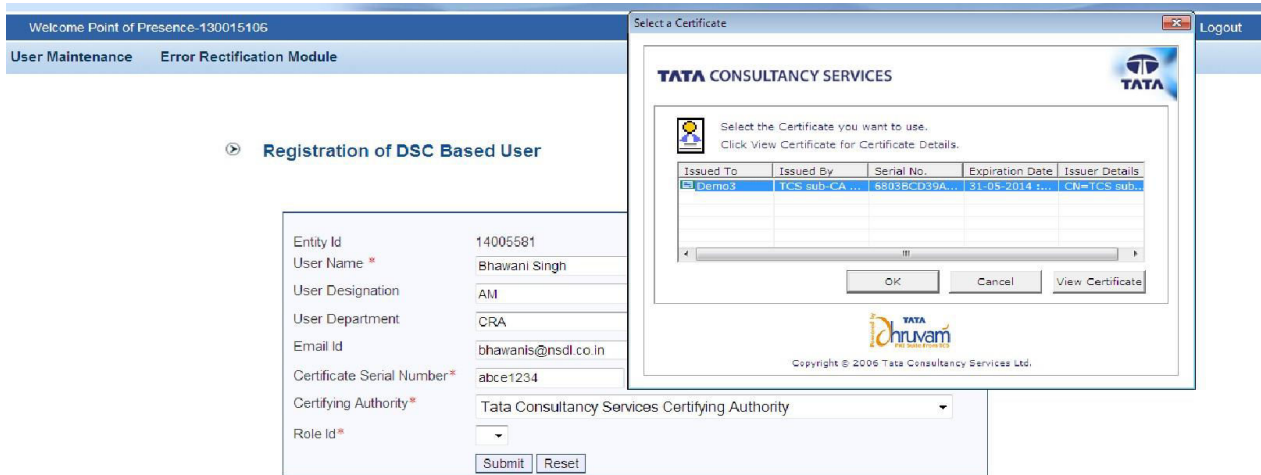 Welcome Point of Presence-130015106
Logout
User Maintenance Error Rectification Module
Registration of DSC Based User
Entity Id 14005581
User Name * Bhawani Singh
User Designation AM
User Department CRA
Email Id bhawanis@nsdl.co.in
Certificate Serial Number* abce1234
Certifying Authority* Tata Consultancy Services Certifying Authority
Role Id*
Submit Reset
Select a Certificate
TATA CONSULTANCY SERVICES
TATA
Select the Certificate you want to use.
Click View Certificate for Certificate Details.
Issued To Issued By Serial No. Expiration Date Issuer Details
Demo3 TCS sub-CA ... 6803BCD39A... 31-05-2014 :... CN=TCS sub...
OK Cancel View Certificate
Powered by
TATA
Dhruvam
Copyright © 2006 Tata Consultancy Services Ltd.